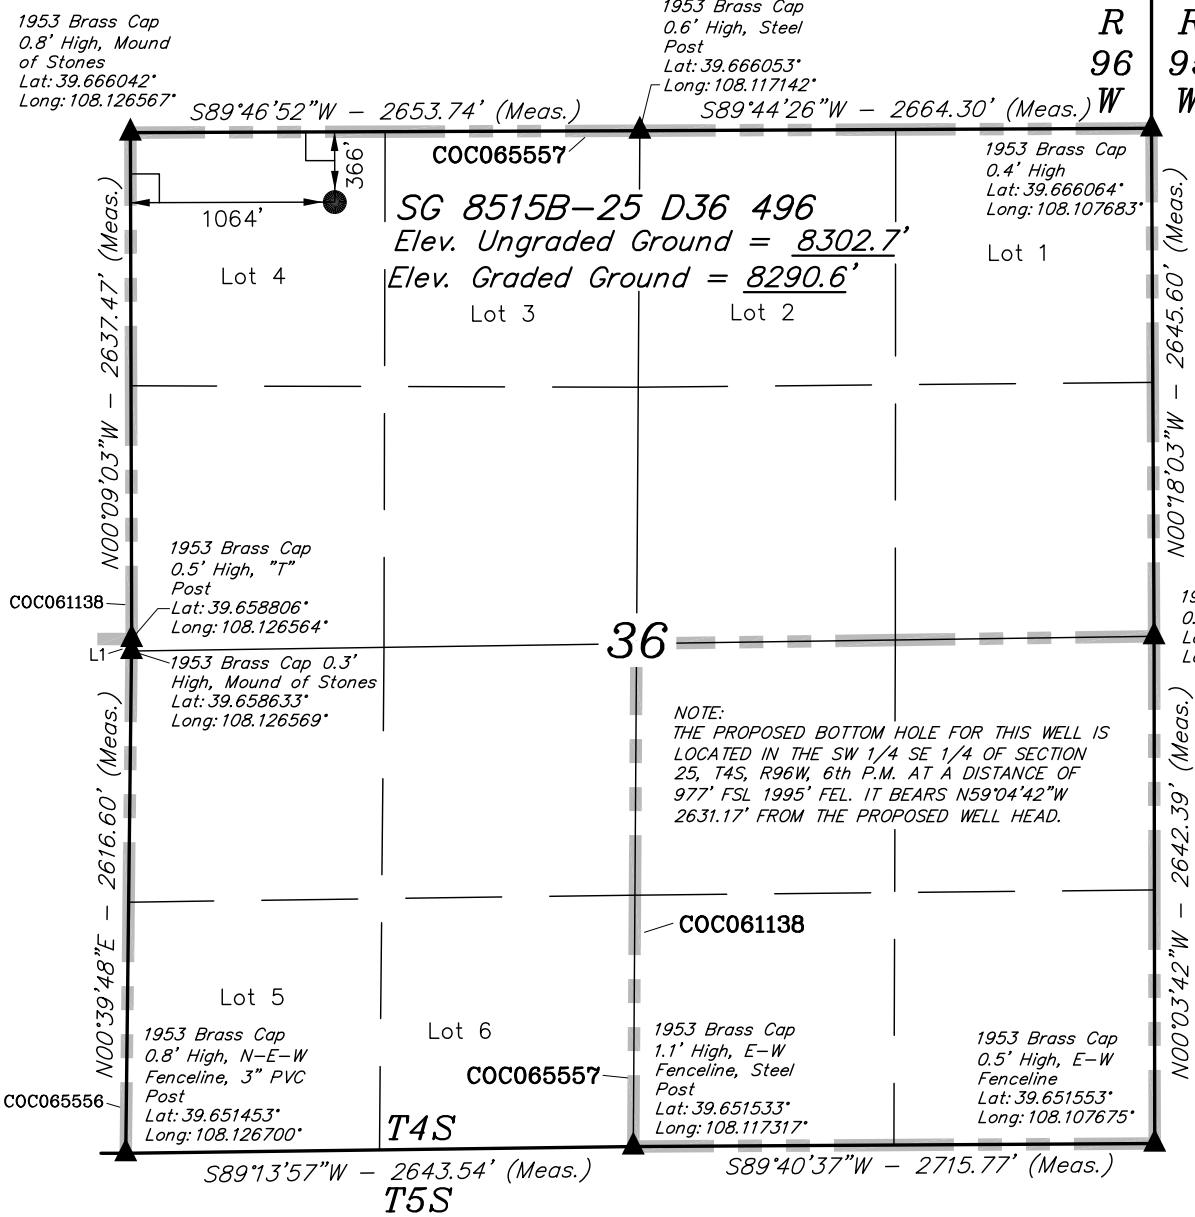 1953 Brass Cap
0.8' High, Mound
of Stones
Lat: 39.666042°
Long: 108.126567°
1953 Brass Cap
0.6' High, Steel
Post
Lat: 39.666053°
Long: 108.117142°
R
96
W
R
W
S89°46'52"W – 2653.74' (Meas.)
S89°44'26"W – 2664.30' (Meas.)
COC065557
366'
1064'
1953 Brass Cap
0.4' High
Lat: 39.666064°
Long: 108.107683°
SG 8515B–25 D36 496
Elev. Ungraded Ground = 8302.7'
Elev. Graded Ground = 8290.6'
Lot 4
Lot 3
Lot 2
Lot 1
N00°09'03"W – 2637.47' (Meas.)
N00°18'03"W – 2645.60' (Meas.)
1953 Brass Cap
0.5' High, "T"
Post
Lat: 39.658806°
Long: 108.126564°
COC061138
L1
1953 Brass Cap 0.3'
High, Mound of Stones
Lat: 39.658633°
Long: 108.126569°
36
NOTE:
THE PROPOSED BOTTOM HOLE FOR THIS WELL IS
LOCATED IN THE SW 1/4 SE 1/4 OF SECTION
25, T4S, R96W, 6th P.M. AT A DISTANCE OF
977' FSL 1995' FEL. IT BEARS N59°04'42"W
2631.17' FROM THE PROPOSED WELL HEAD.
N00°39'48"E – 2616.60' (Meas.)
N00°03'42"W – 2642.39' (Meas.)
COC061138
Lot 5
Lot 6
1953 Brass Cap
0.8' High, N–E–W
Fenceline, 3" PVC
Post
Lat: 39.651453°
Long: 108.126700°
COC065556
COC065557
1953 Brass Cap
1.1' High, E–W
Fenceline, Steel
Post
Lat: 39.651533°
Long: 108.117317°
1953 Brass Cap
0.5' High, E–W
Fenceline
Lat: 39.651553°
Long: 108.107675°
T4S
S89°13'57"W – 2643.54' (Meas.)
S89°40'37"W – 2715.77' (Meas.)
T5S